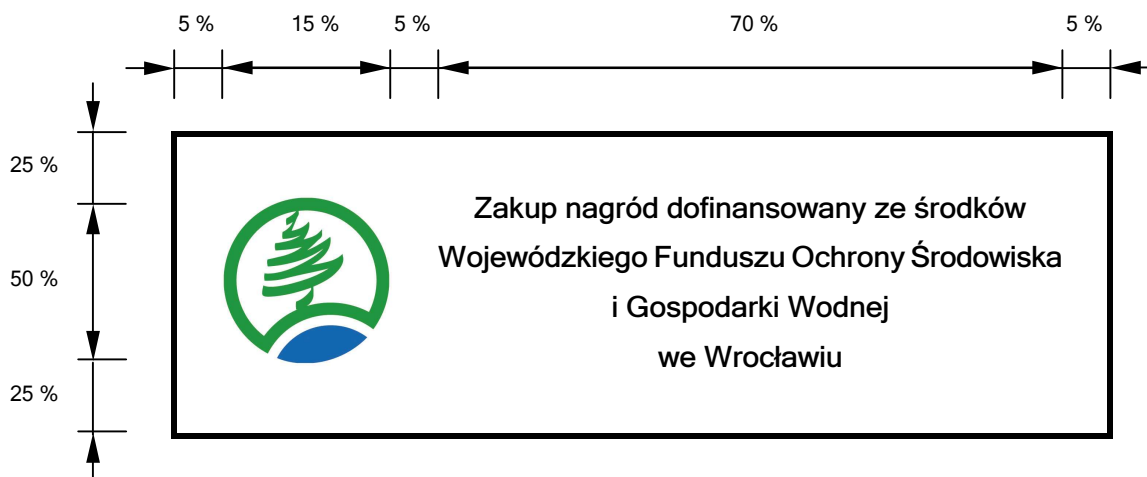 5 % 15 % 5 % 70 % 5 %
25 %
50 %
25 %
Zakup nagród dofinansowany ze środków
Wojewódzkiego Funduszu Ochrony Środowiska
i Gospodarki Wodnej
we Wrocławiu